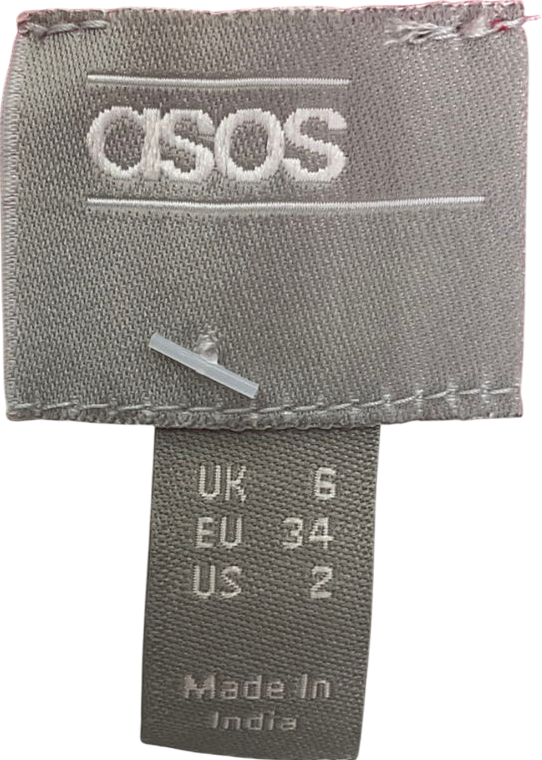 asos
UK 6
EU 34
US 2
Made In
India